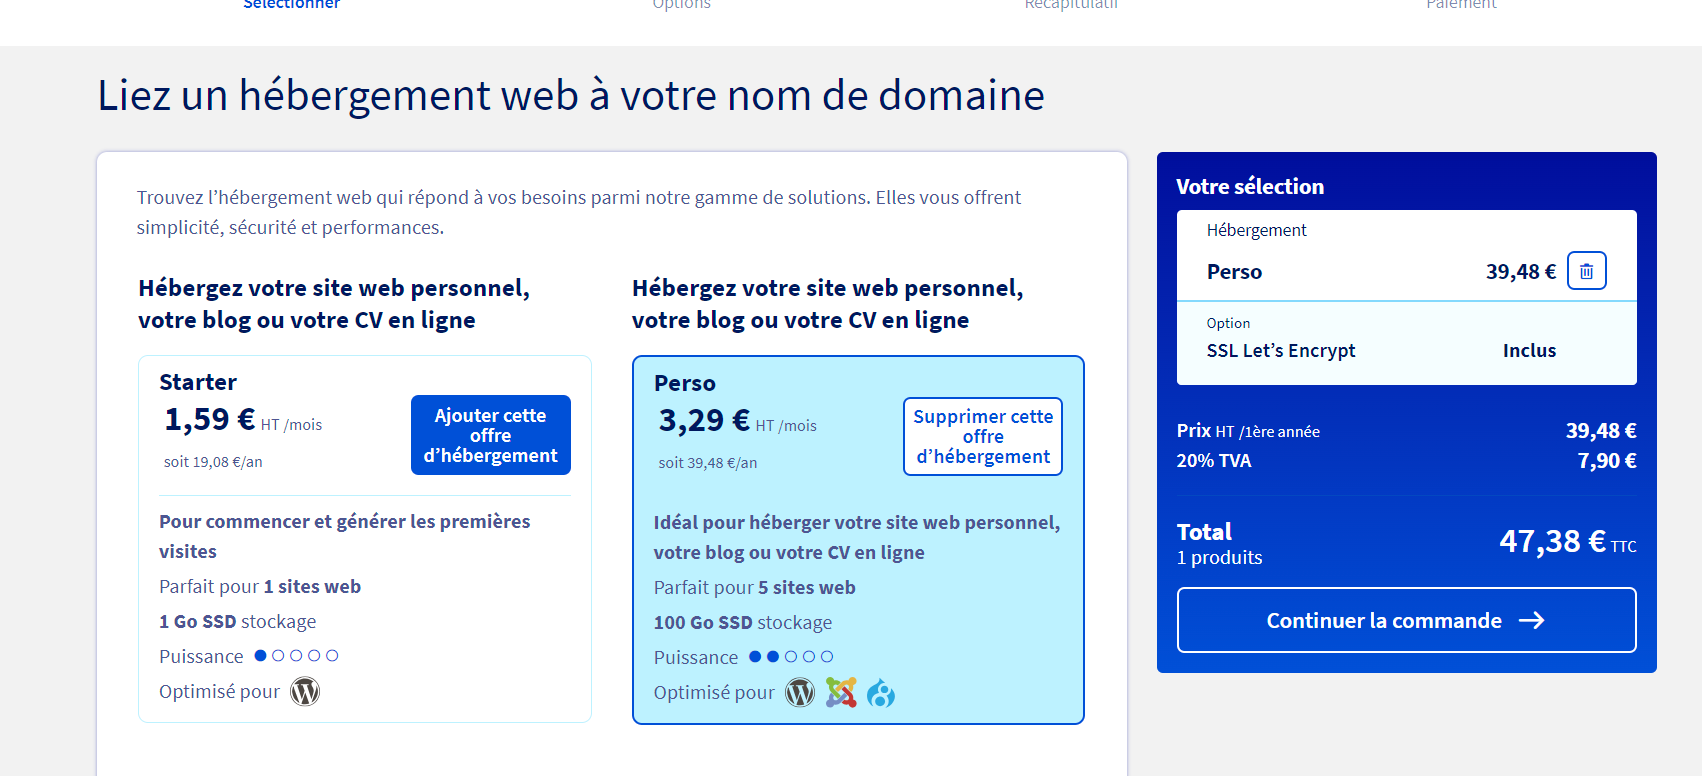 Sélectionner
Options
Récapitulatif
Paiement
Liez un hébergement web à votre nom de domaine
Trouvez l’hébergement web qui répond à vos besoins parmi notre gamme de solutions. Elles vous offrent
simplicité, sécurité et performances.
Hébergez votre site web personnel,
votre blog ou votre CV en ligne
Starter
1,59 € HT /mois
soit 19,08 €/an
Ajouter cette
offre
d’hébergement
Pour commencer et générer les premières
visites
Parfait pour 1 sites web
1 Go SSD stockage
Puissance
Optimisé pour
Hébergez votre site web personnel,
votre blog ou votre CV en ligne
Perso
3,29 € HT /mois
soit 39,48 €/an
Supprimer cette
offre
d’hébergement
Idéal pour héberger votre site web personnel,
votre blog ou votre CV en ligne
Parfait pour 5 sites web
100 Go SSD stockage
Puissance
Optimisé pour
Votre sélection
Hébergement
Perso 39,48 €
Option
SSL Let’s Encrypt Inclus
Prix HT /1ère année 39,48 €
20% TVA 7,90 €
Total 47,38 € TTC
1 produits
Continuer la commande →